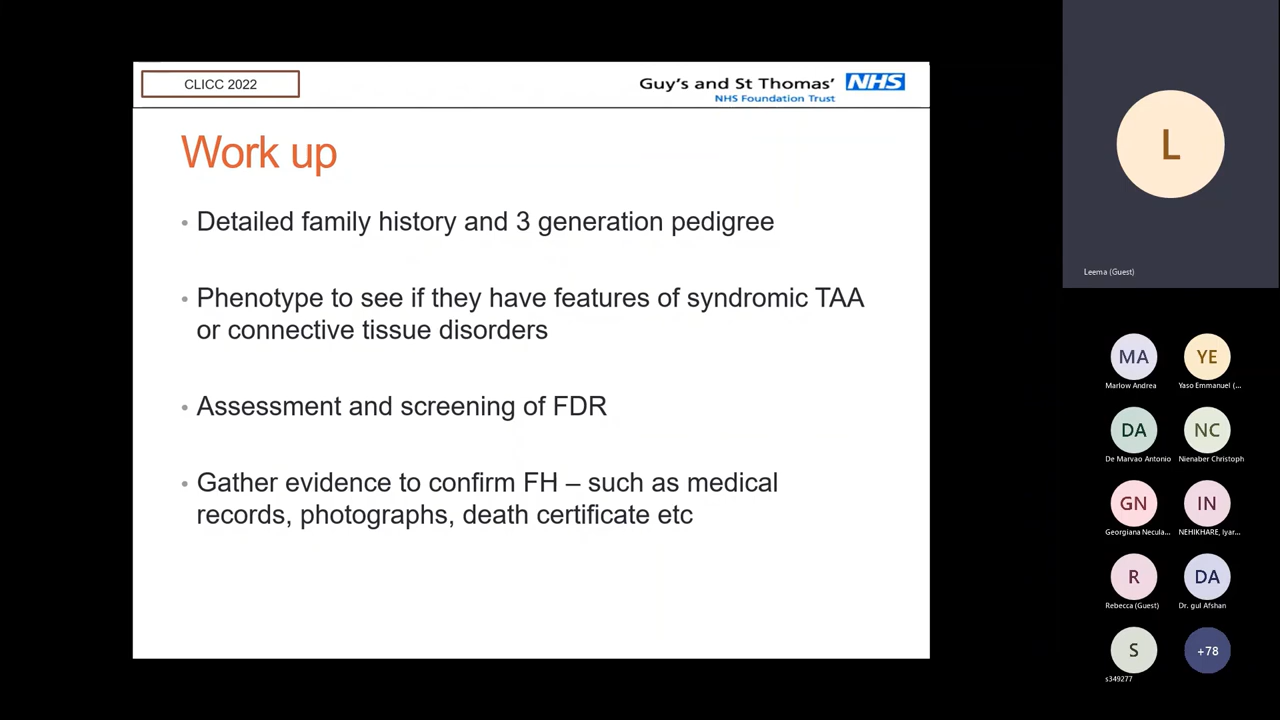 CLICC 2022
Guy's and St Thomas' NHS
NHS Foundation Trust
Work up
• Detailed family history and 3 generation pedigree
• Phenotype to see if they have features of syndromic TAA
or connective tissue disorders
• Assessment and screening of FDR
• Gather evidence to confirm FH – such as medical
records, photographs, death certificate etc
L
Leema (Guest)
MA
YE
Marlow Andrea
Yaso Emmanuel (...
DA
NC
De Marvao Antonio
Nienaber Christoph
GN
IN
Georgiana Necula...
NEHIKHARE, Iyar...
R
DA
Rebecca (Guest)
Dr. gul Afshan
S
+78
s349277